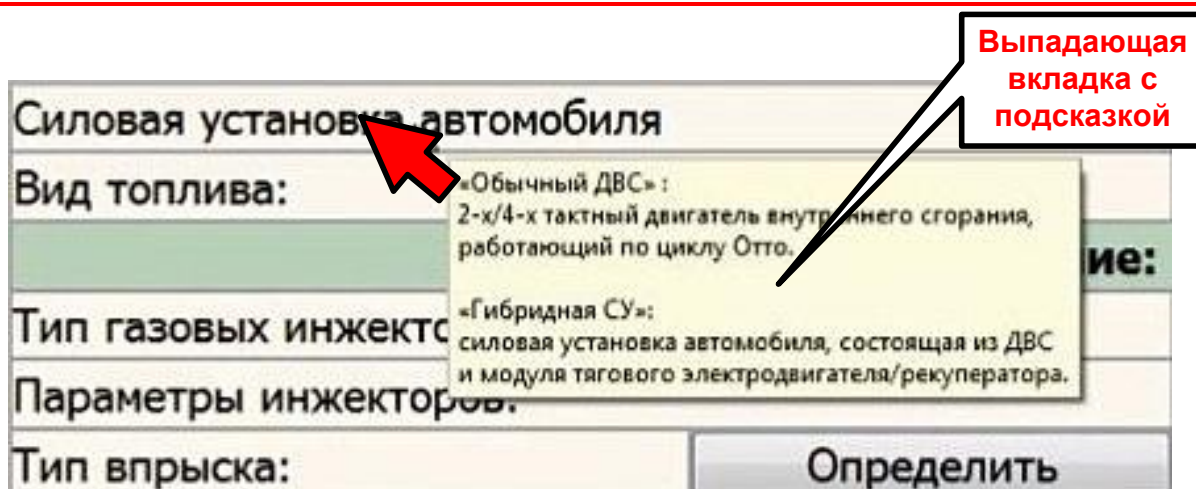 Выпадающая
вкладка с
подсказкой
Силовая установка автомобиля
Вид топлива:
«Обычный ДВС» :
2-х/4-х тактный двигатель внутреннего сгорания,
работающий по циклу Отто.
«Гибридная СУ»:
силовая установка автомобиля, состоящая из ДВС
и модуля тягового электродвигателя/рекуператора.
ие:
Тип газовых инжекто
Параметры инжекторов:
Тип впрыска:
Определить